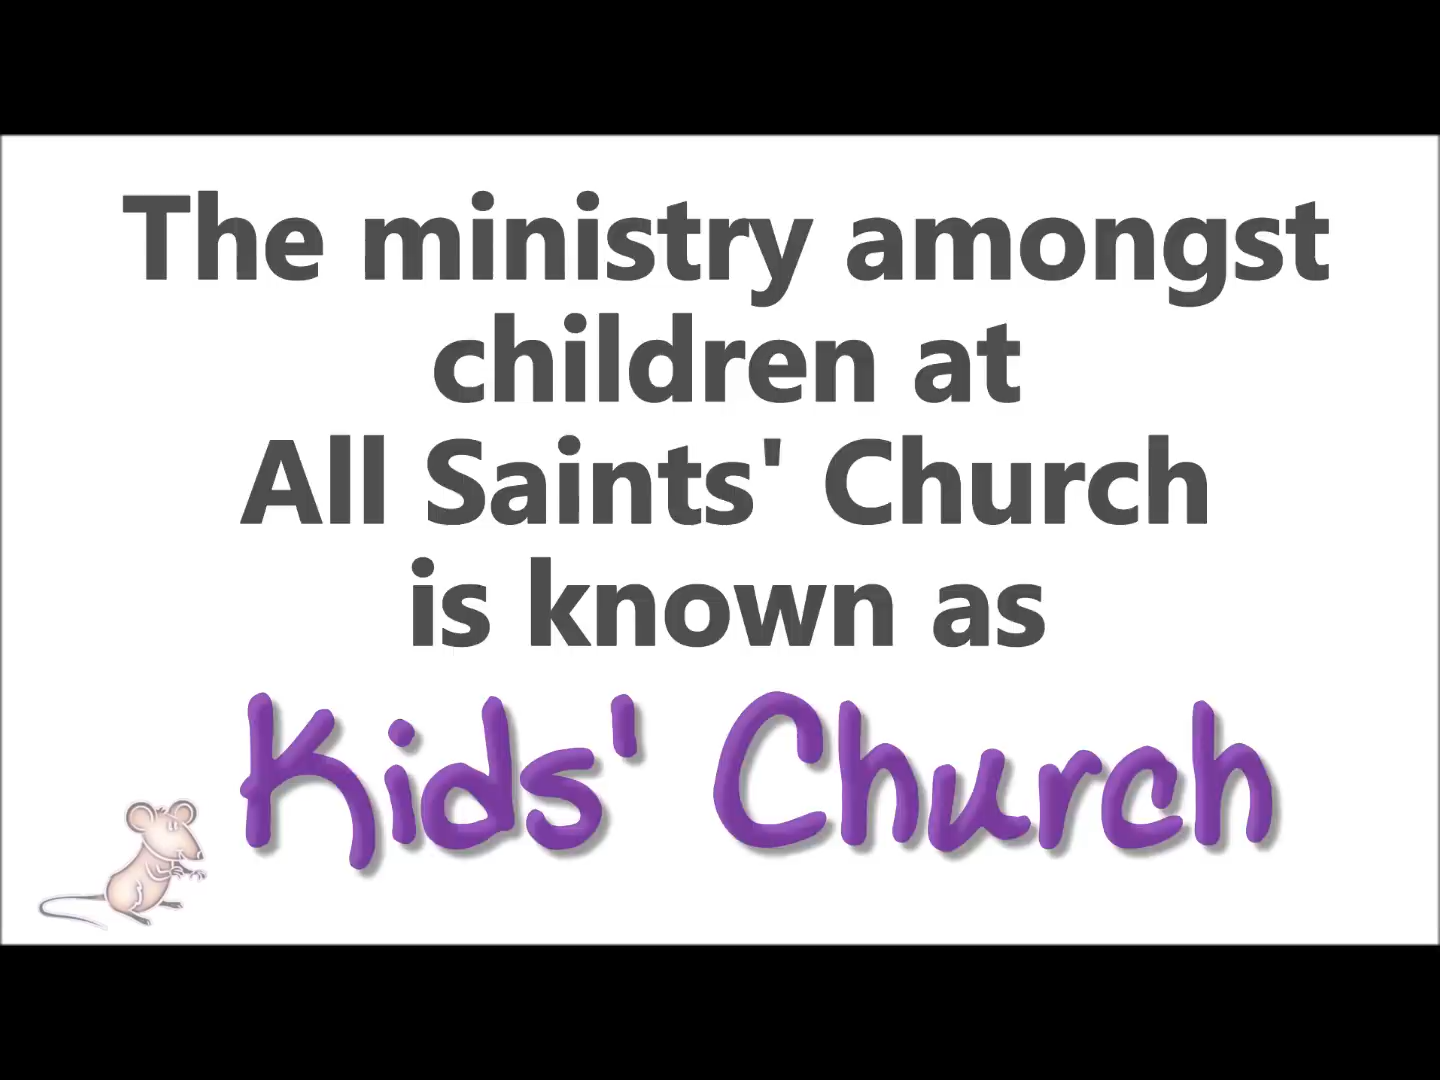 The ministry amongst
children at
All Saints' Church
is known as
Kids' Church